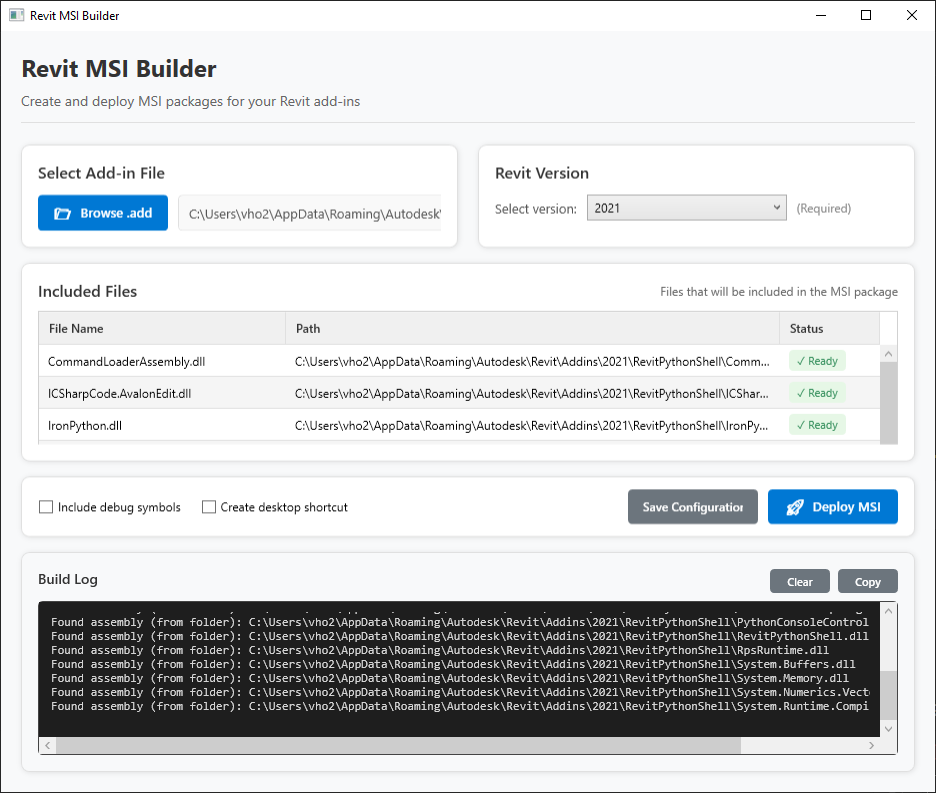 Revit MSI Builder
Revit MSI Builder
Create and deploy MSI packages for your Revit add-ins
Select Add-in File
Browse .add
C:\Users\vho2\AppData\Roaming\Autodesk\
Revit Version
Select version:
2021
(Required)
Included Files
Files that will be included in the MSI package
File Name Path Status
CommandLoaderAssembly.dll C:\Users\vho2\AppData\Roaming\Autodesk\Revit\Addins\2021\RevitPythonShell\Comm... ✓ Ready
ICSharpCode.AvalonEdit.dll C:\Users\vho2\AppData\Roaming\Autodesk\Revit\Addins\2021\RevitPythonShell\ICShar... ✓ Ready
IronPython.dll C:\Users\vho2\AppData\Roaming\Autodesk\Revit\Addins\2021\RevitPythonShell\IronPy... ✓ Ready
Include debug symbols
Create desktop shortcut
Save Configuration
Deploy MSI
Build Log
Clear
Copy
Found assembly (from folder): C:\Users\vho2\AppData\Roaming\Autodesk\Revit\Addins\2021\RevitPythonShell\PythonConsoleControl
Found assembly (from folder): C:\Users\vho2\AppData\Roaming\Autodesk\Revit\Addins\2021\RevitPythonShell\RevitPythonShell.dll
Found assembly (from folder): C:\Users\vho2\AppData\Roaming\Autodesk\Revit\Addins\2021\RevitPythonShell\RpsRuntime.dll
Found assembly (from folder): C:\Users\vho2\AppData\Roaming\Autodesk\Revit\Addins\2021\RevitPythonShell\System.Buffers.dll
Found assembly (from folder): C:\Users\vho2\AppData\Roaming\Autodesk\Revit\Addins\2021\RevitPythonShell\System.Memory.dll
Found assembly (from folder): C:\Users\vho2\AppData\Roaming\Autodesk\Revit\Addins\2021\RevitPythonShell\System.Numerics.Vect
Found assembly (from folder): C:\Users\vho2\AppData\Roaming\Autodesk\Revit\Addins\2021\RevitPythonShell\System.Runtime.Compi